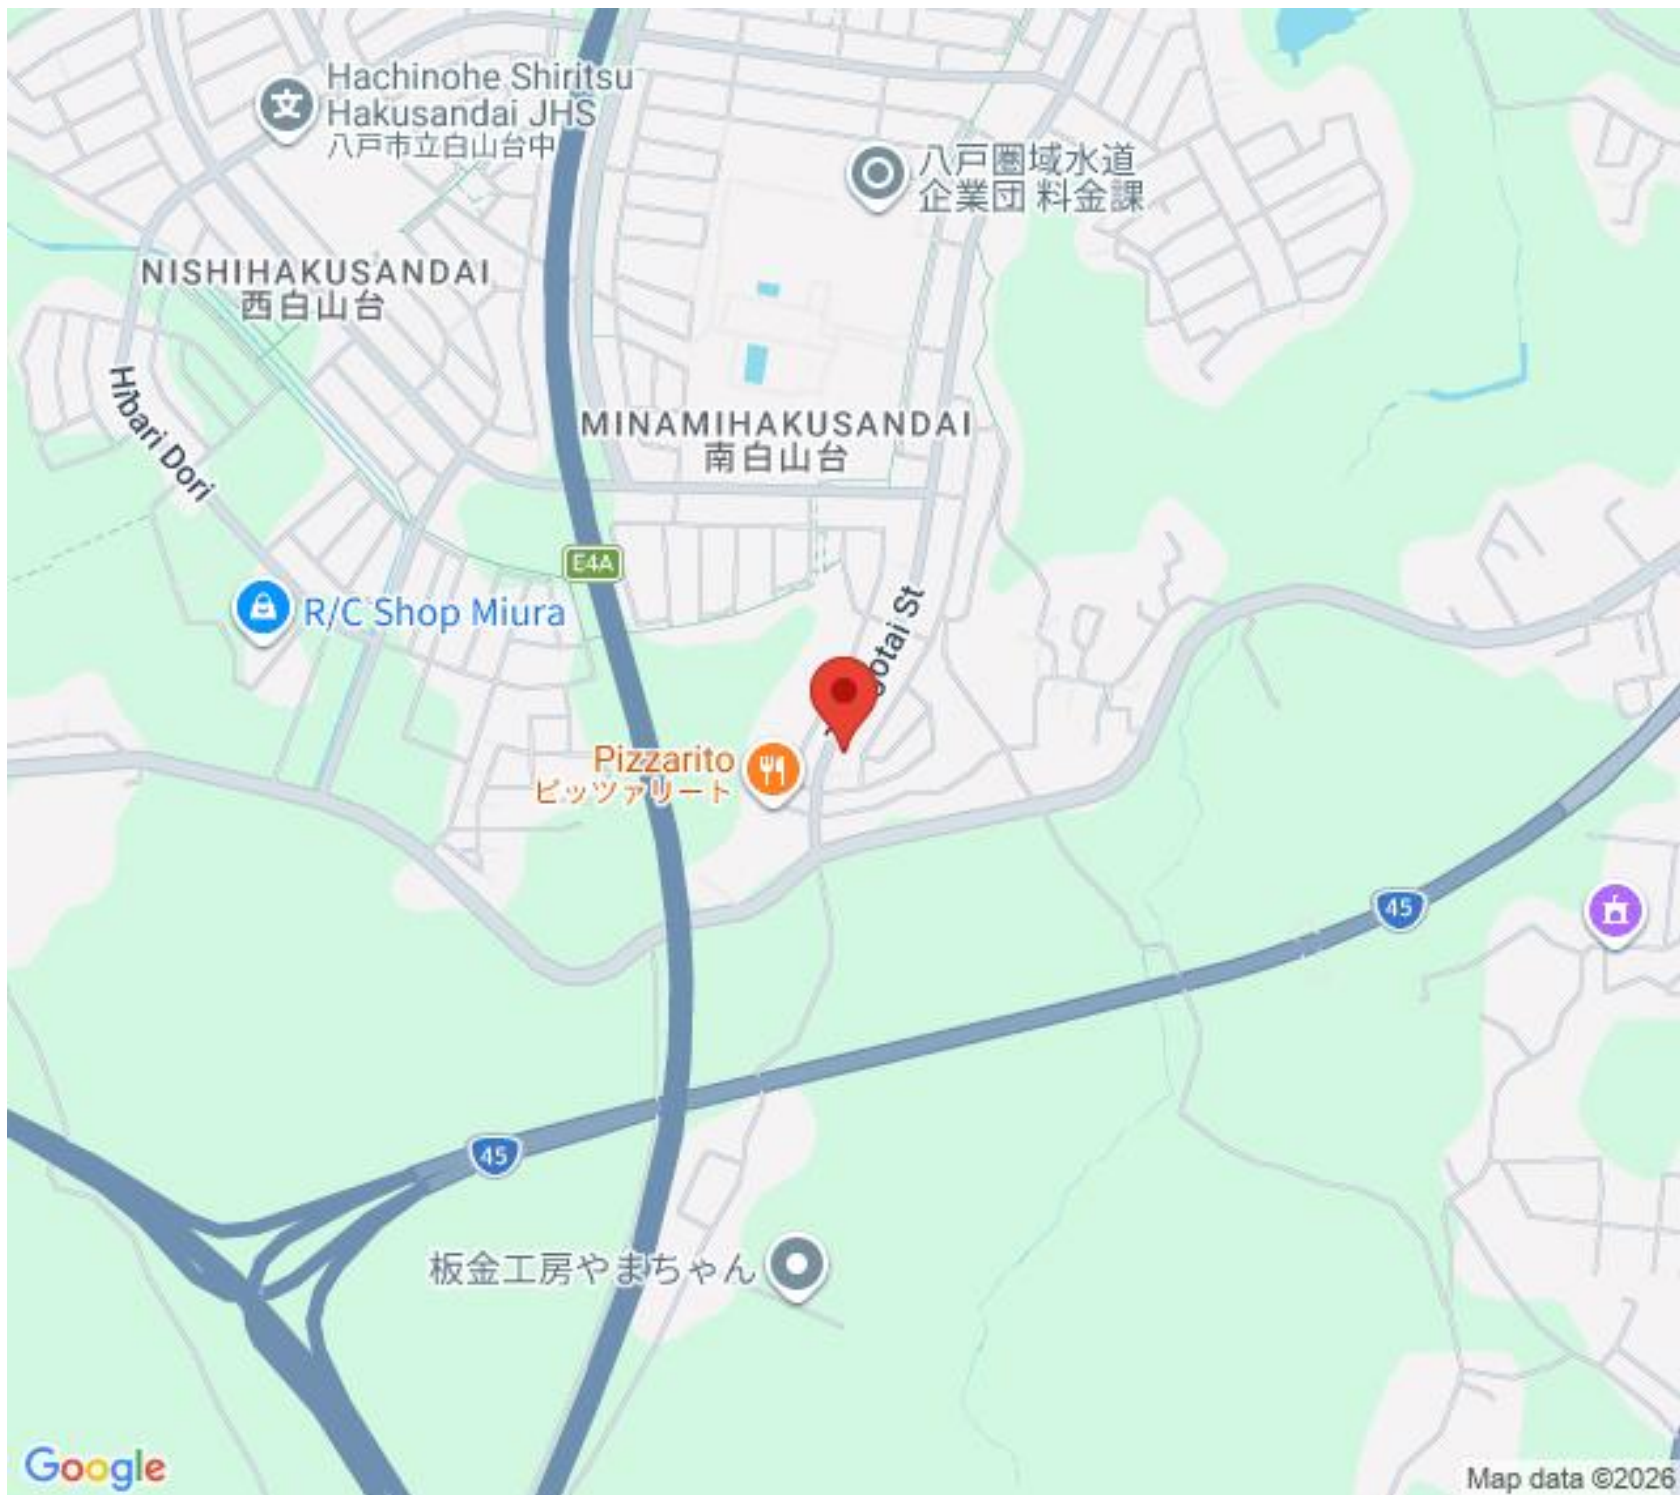 Hachinohe Shiritsu
Hakusandai JHS
八戸市立白山台中
八戸圏域水道
企業団 料金課
NISHIHAKUSANDAI
西白山台
Hibari Dori
MINAMIHAKUSANDAI
南白山台
E4A
R/C Shop Miura
otai St
Pizzarito
ピッツァリート
45
45
板金工房やまちゃん
Google
Map data ©2026